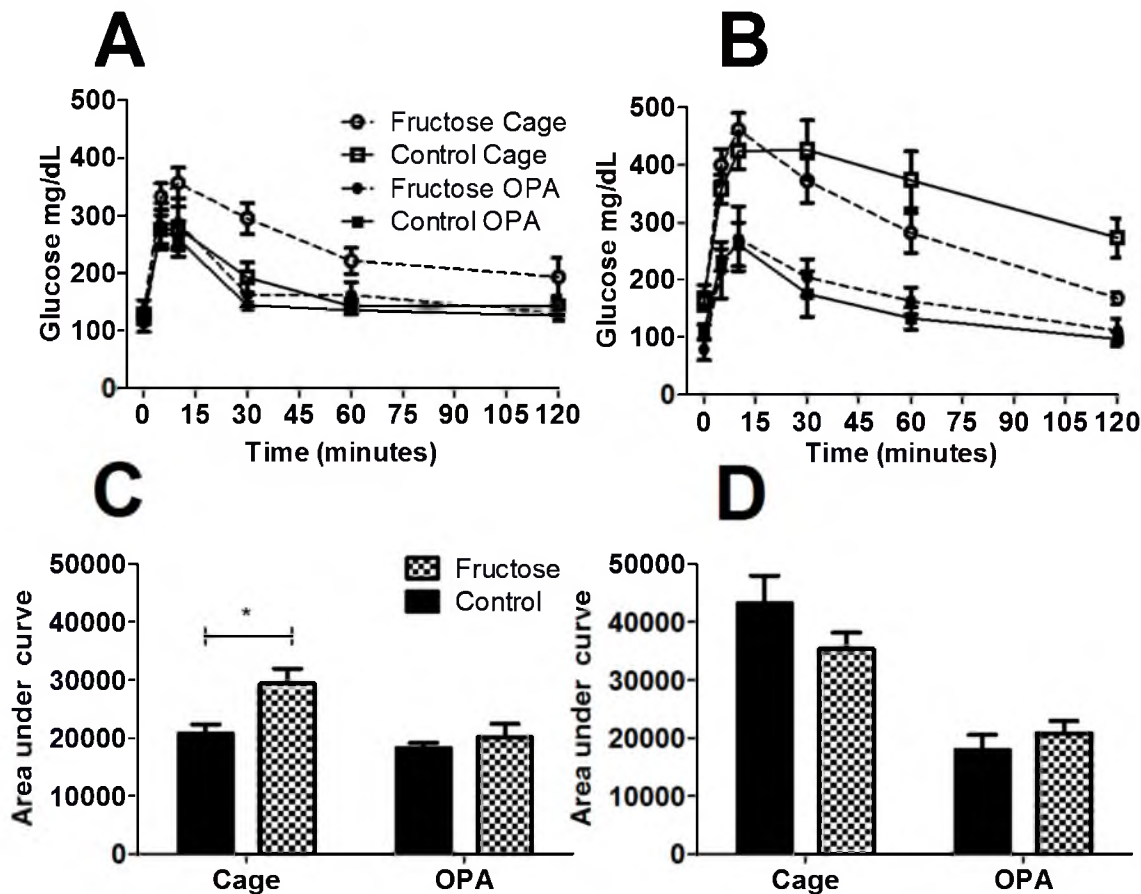 A
Glucose mg/dL
500
400
300
200
100
0
Fructose Cage
Control Cage
Fructose OPA
Control OPA
0 15 30 45 60 75 90 105 120
Time (minutes)
B
Glucose mg/dL
500
400
300
200
100
0
0 15 30 45 60 75 90 105 120
Time (minutes)
C
Area under curve
50000
40000
30000
20000
10000
0
*
Fructose
Control
Cage OPA
D
Area under curve
50000
40000
30000
20000
10000
0
Cage OPA